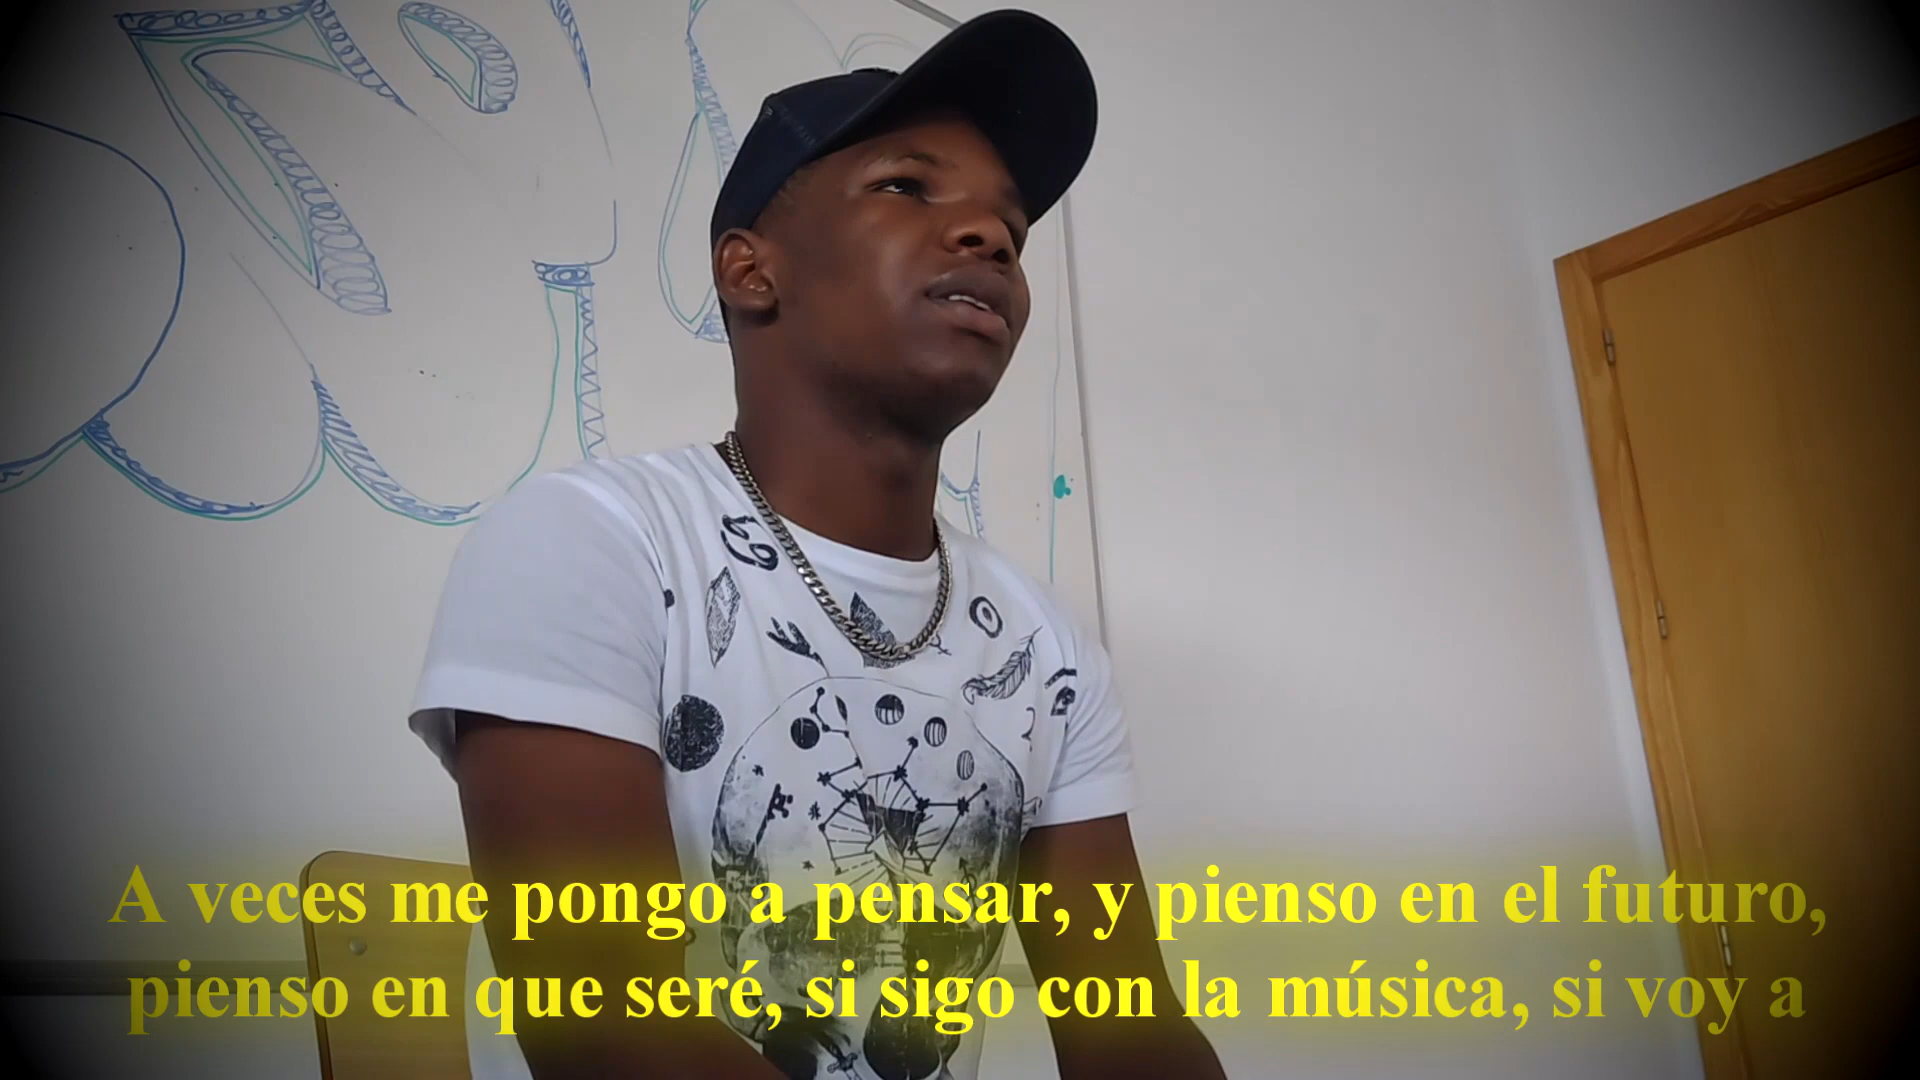 A veces me pongo a pensar, y pienso en el futuro,
pienso en que seré, si sigo con la música, si voy a